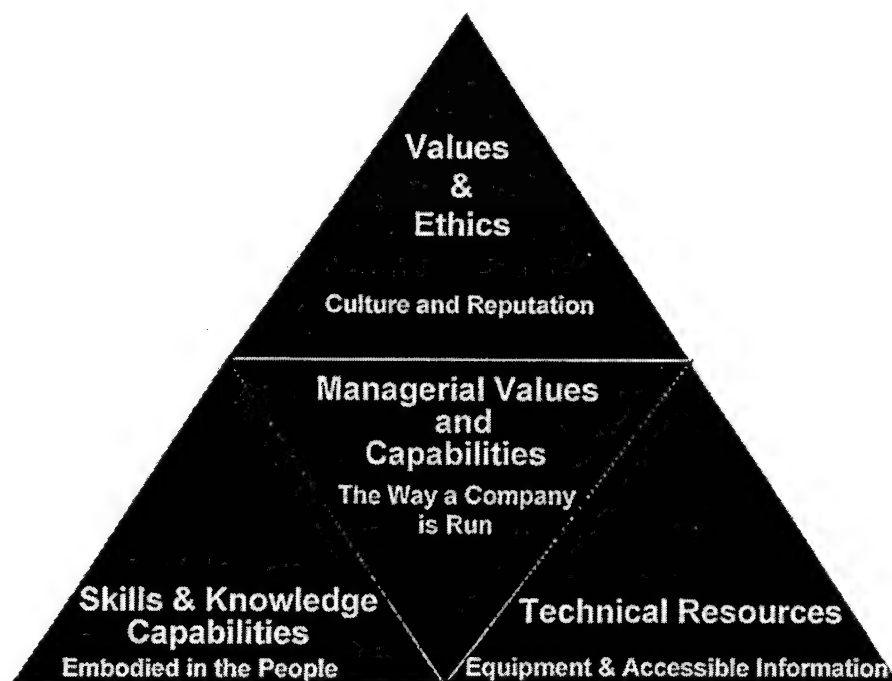 Values
&
Ethics
Culture and Reputation
Managerial Values
and
Capabilities
The Way a Company
is Run
Skills & Knowledge
Capabilities
Embodied in the People
Technical Resources
Equipment & Accessible Information